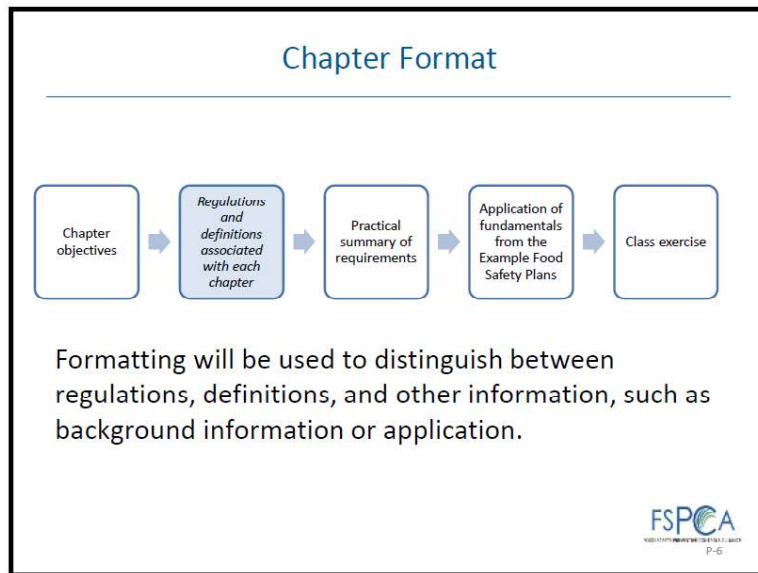 Chapter Format
Chapter
objectives
Regulations
and
definitions
associated
with each
chapter
Practical
summary of
requirements
Application of
fundamentals
from the
Example Food
Safety Plans
Class exercise
Formatting will be used to distinguish between
regulations, definitions, and other information, such as
background information or application.
FSPCA
P-6